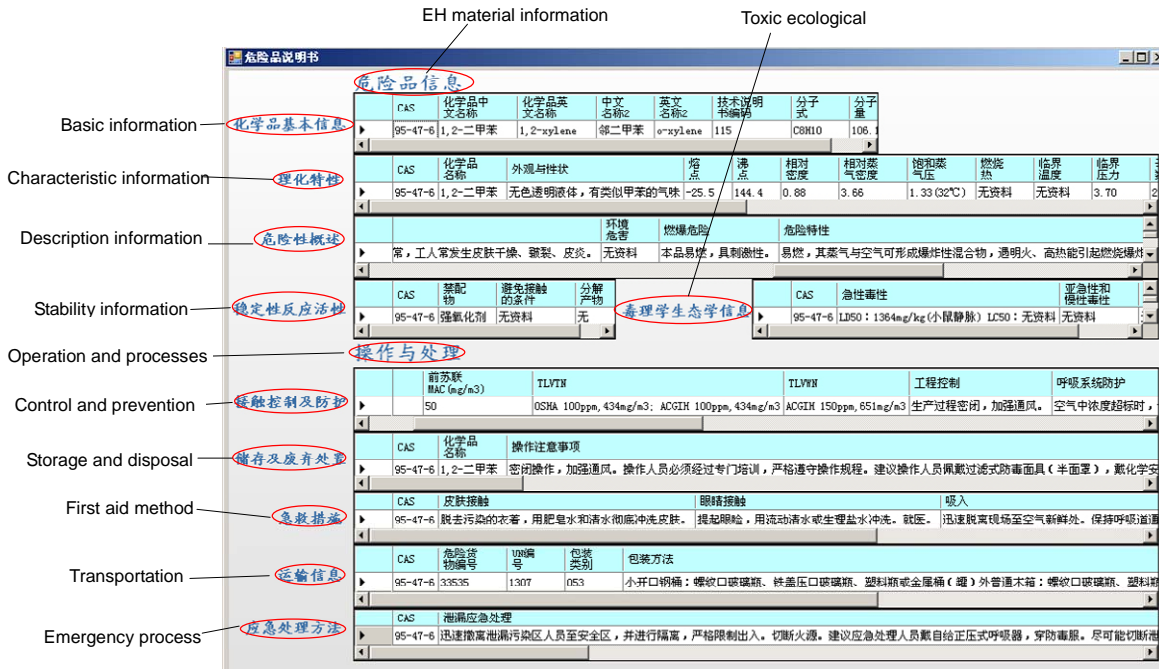 EH material information
Toxic ecological
危险品说明书
危险品信息
Basic information
化学品基本信息
CAS 化学品中文名称 化学品英文名称 中文名称2 英文名称2 技术说明书编码 分子式 分子量
95-47-6 1,2-二甲苯 1,2-xylene 邻二甲苯 o-xylene 115 C8H10 106.1
Characteristic information
理化特性
CAS 化学品名称 外观与性状 熔点 沸点 相对密度 相对蒸气密度 饱和蒸气压 燃烧热 临界温度 临界压力
95-47-6 1,2-二甲苯 无色透明液体，有类似甲苯的气味 -25.5 144.4 0.88 3.66 1.33(32℃) 无资料 无资料 3.70 2
Description information
危险性概述
环境危害 燃爆危险 危险特性
常，工人常发生皮肤干燥、皲裂、皮炎。 无资料 本品易燃，具刺激性。 易燃，其蒸气与空气可形成爆炸性混合物，遇明火、高热能引起燃烧爆炸
Stability information
稳定性反应活性
CAS 禁配物 避免接触的条件 分解产物
95-47-6 强氧化剂 无资料 无
毒理学生态学信息
CAS 急性毒性 亚急性和慢性毒性
95-47-6 LD50：1364mg/kg(小鼠静脉) LC50：无资料 无资料
Operation and processes
操作与处理
Control and prevention
接触控制及防护
前苏联MAC(mg/m3) TLVTN TLVWN 工程控制 呼吸系统防护
50 OSHA 100ppm,434mg/m3; ACGIH 100ppm,434mg/m3 ACGIH 150ppm,651mg/m3 生产过程密闭，加强通风。 空气中浓度超标时，
Storage and disposal
储存及废弃处置
CAS 化学品名称 操作注意事项
95-47-6 1,2-二甲苯 密闭操作，加强通风。操作人员必须经过专门培训，严格遵守操作规程。建议操作人员佩戴过滤式防毒面具（半面罩），戴化学安
First aid method
急救措施
CAS 皮肤接触 眼睛接触 吸入
95-47-6 脱去污染的衣着，用肥皂水和清水彻底冲洗皮肤。 提起眼睑，用流动清水或生理盐水冲洗。就医。 迅速脱离现场至空气新鲜处。保持呼吸道通
Transportation
运输信息
CAS 危险货物编号 UN编号 包装类别 包装方法
95-47-6 33535 1307 053 小开口钢桶；螺纹口玻璃瓶、铁盖压口玻璃瓶、塑料瓶或金属桶（罐）外普通木箱；螺纹口玻璃瓶、塑料瓶
Emergency process
应急处理方法
CAS 泄漏应急处理
95-47-6 迅速撤离泄漏污染区人员至安全区，并进行隔离，严格限制出入。切断火源。建议应急处理人员戴自给正压式呼吸器，穿防毒服。尽可能切断泄